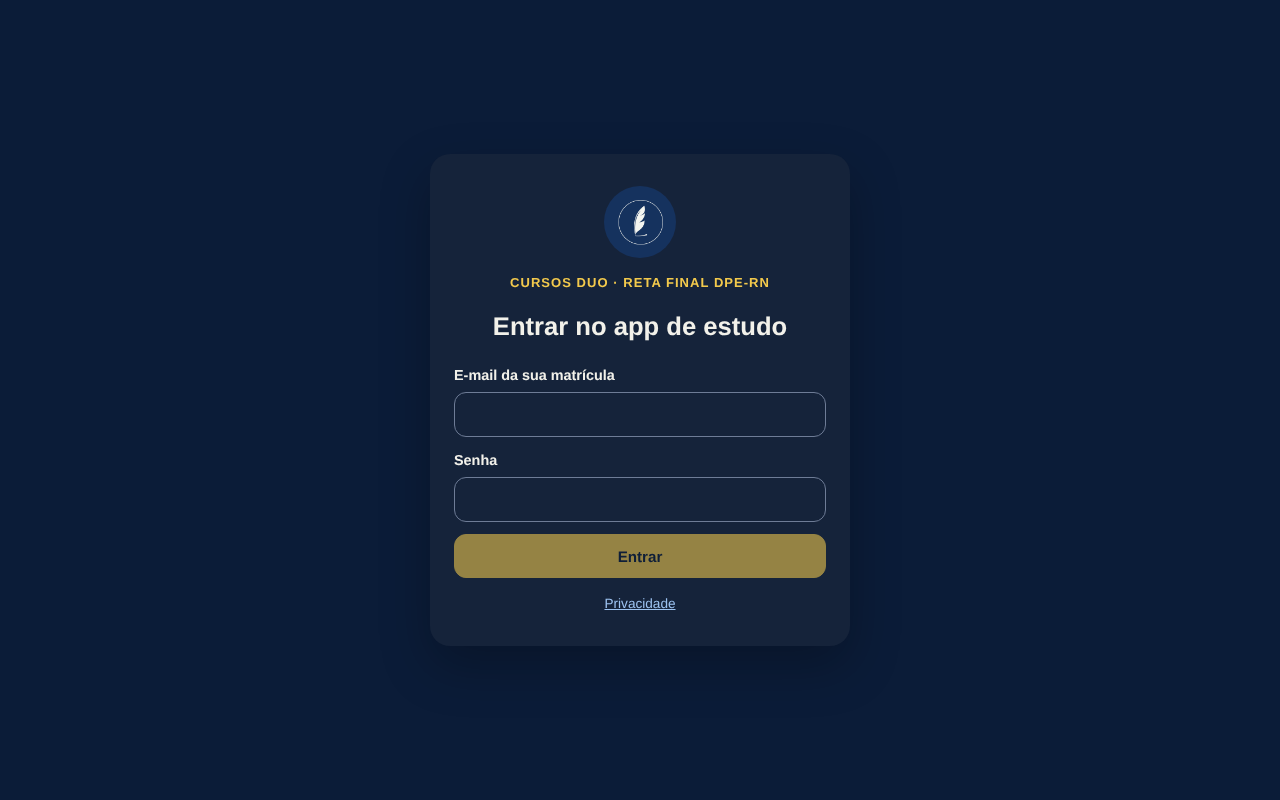 CURSOS DUO · RETA FINAL DPE-RN
Entrar no app de estudo
E-mail da sua matrícula
Senha
Entrar
Privacidade